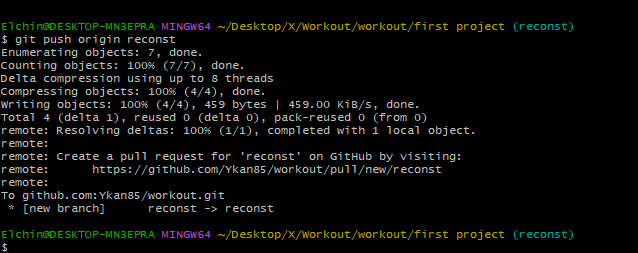 Elchin@DESKTOP-MN3EPRA MINGW64 ~/Desktop/X/Workout/workout/first project (reconst)
$ git push origin reconst
Enumerating objects: 7, done.
Counting objects: 100% (7/7), done.
Delta compression using up to 8 threads
Compressing objects: 100% (4/4), done.
Writing objects: 100% (4/4), 459 bytes | 459.00 KiB/s, done.
Total 4 (delta 1), reused 0 (delta 0), pack-reused 0 (from 0)
remote: Resolving deltas: 100% (1/1), completed with 1 local object.
remote:
remote: Create a pull request for 'reconst' on GitHub by visiting:
remote:      https://github.com/Ykan85/workout/pull/new/reconst
remote:
To github.com:Ykan85/workout.git
 * [new branch]      reconst -> reconst
Elchin@DESKTOP-MN3EPRA MINGW64 ~/Desktop/X/Workout/workout/first project (reconst)
$